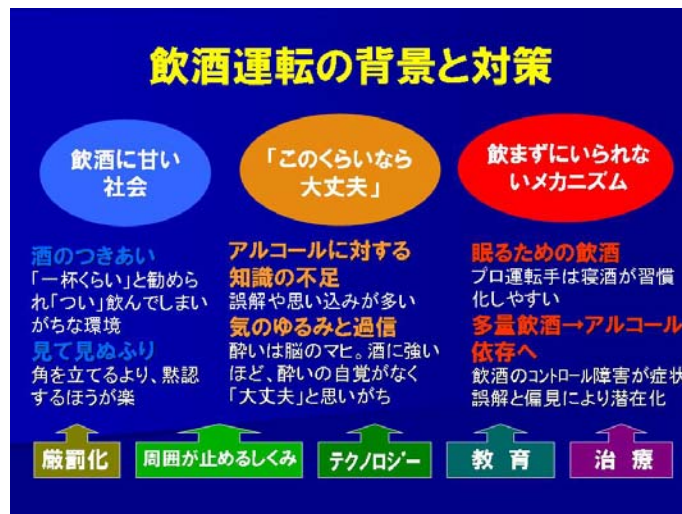 飲酒運転の背景と対策
飲酒に甘い
社会
「このくらいなら
大丈夫」
飲まずにいられな
いメカニズム
酒のつきあい
「一杯くらい」と勧めら
れ「つい」飲んでしまい
がちな環境
見て見ぬふり
角を立てるより、黙認
するほうが楽
アルコールに対する
知識の不足
誤解や思い込みが多い
気のゆるみと過信
酔いは脳のマヒ。酒に強い
ほど、酔いの自覚がなく
「大丈夫」と思いがち
眠るための飲酒
プロ運転手は寝酒が習慣
化しやすい
多量飲酒→アルコール
依存へ
飲酒のコントロール障害が症状
誤解と偏見により潜在化
厳罰化
周囲が止めるしくみ
テクノロジー
教育
治療